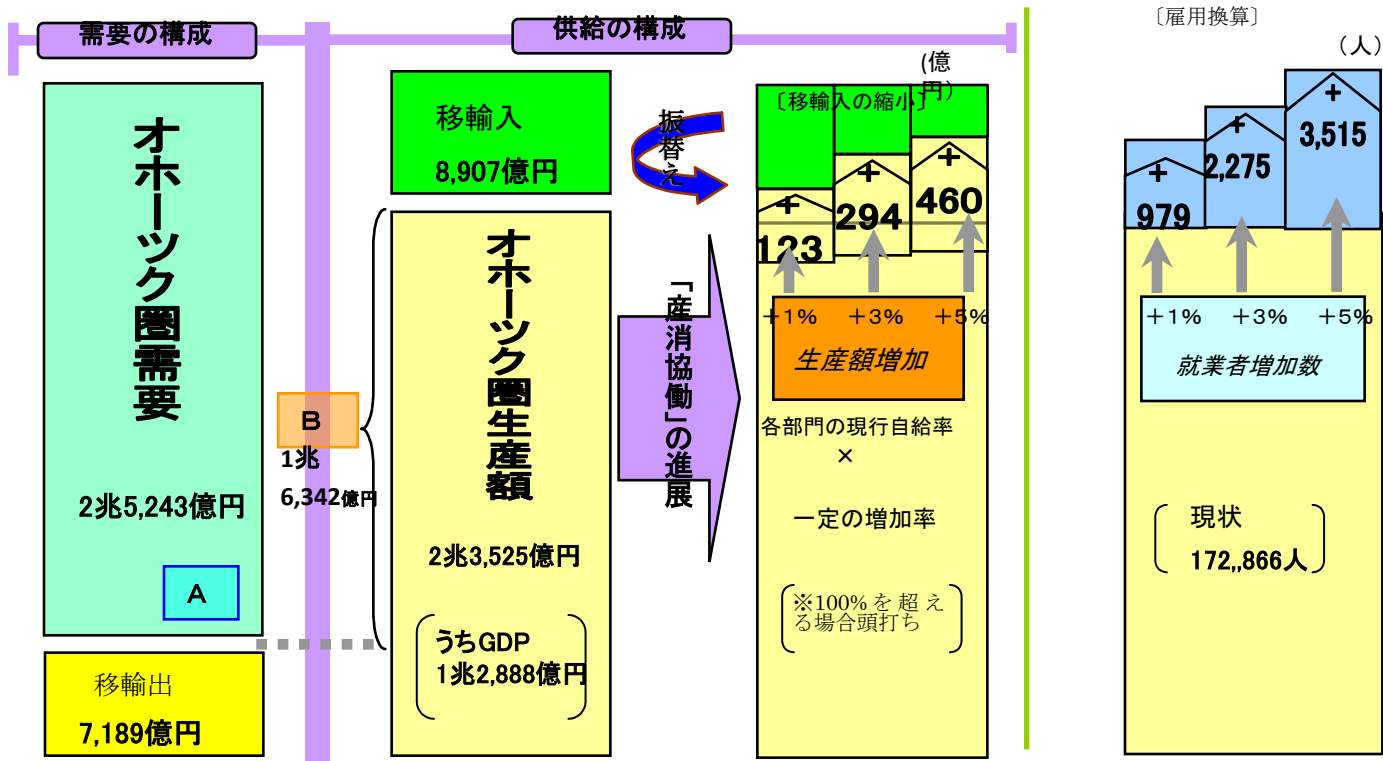 需要の構成
供給の構成
〔雇用換算〕
(億
円)
（人）
オホーツク圏需要
2兆5,243億円
A
移輸出
7,189億円
B
1兆
6,342億円
移輸入
8,907億円
オホーツク圏生産額
2兆3,525億円
うちGDP
1兆2,888億円
振替え
「産消協働」の進展
〔移輸入の縮小〕
+
123
+
294
+
460
+1%
+3%
+5%
生産額増加
各部門の現行自給率
×
一定の増加率
※100%を超え
る場合頭打ち
+
979
+
2,275
+
3,515
+1%
+3%
+5%
就業者増加数
現状
172,,866人